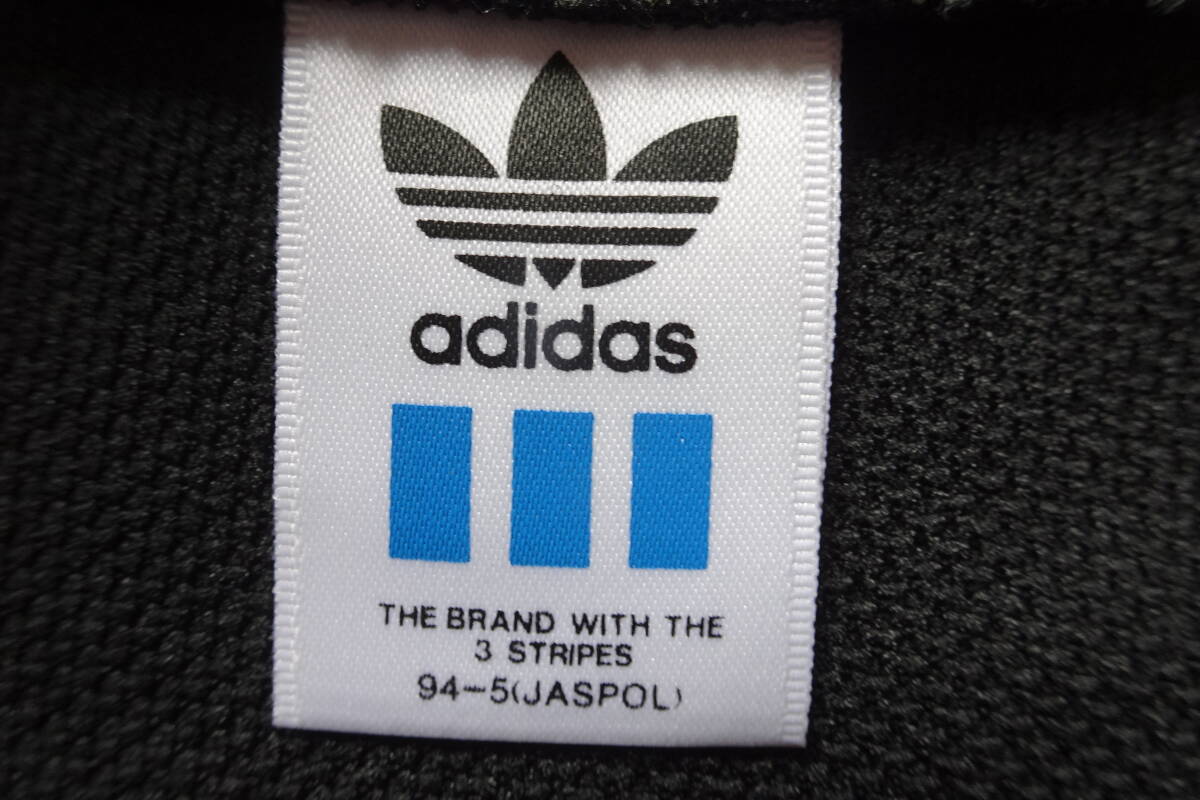 adidas
THE BRAND WITH THE
3 STRIPES
94-5(JASPOL)